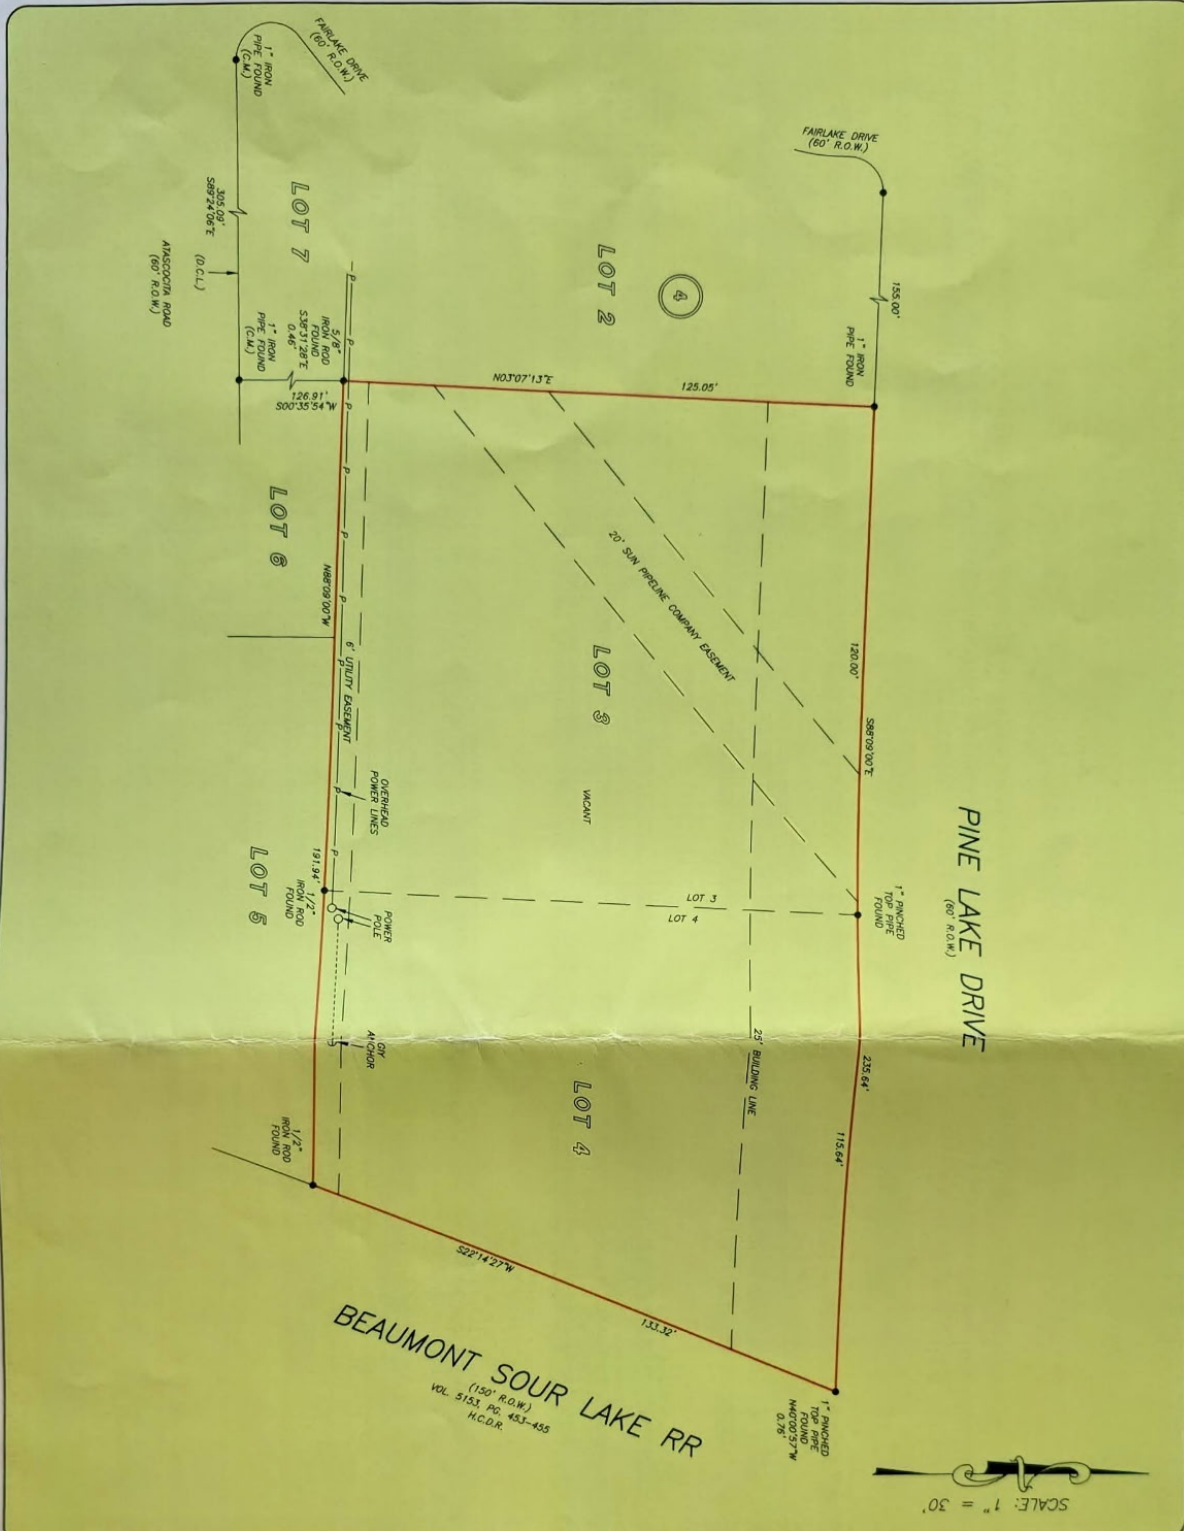 FAIRLAKE DRIVE
(60' R.O.W.)
1" IRON
PIPE FOUND
(C.M.)
305.09'
S89°24'06"E
(D.C.L.)
ATASCOCITA ROAD
(60' R.O.W.)
LOT 7
1" IRON
PIPE FOUND
(C.M.)
5/8"
IRON ROD
FOUND
S38°31'28"E
0.46'
126.91'
S00°35'54"W
FAIRLAKE DRIVE
(60' R.O.W.)
155.00'
1" IRON
PIPE FOUND
LOT 2
4
N03°07'13"E
125.05'
P
P
P
P
P
P
P
P
P
P
P
LOT 6
N88°09'00"W
6' UTILITY EASEMENT
20' SUN PIPELINE COMPANY EASEMENT
LOT 3
VACANT
120.00'
S88°09'00"E
PINE LAKE DRIVE
(60' R.O.W.)
OVERHEAD
POWER LINES
LOT 5
191.94'
1/2"
IRON ROD
FOUND
POWER
POLE
LOT 3
LOT 4
1" PINCHED
TOP PIPE
FOUND
GUY
ANCHOR
25' BUILDING LINE
235.64'
115.64'
LOT 4
1/2"
IRON ROD
FOUND
S22°14'27"W
133.32'
1" PINCHED
TOP PIPE
FOUND
N40°00'57"W
0.76'
BEAUMONT SOUR LAKE RR
(150' R.O.W.)
VOL. 5153, PG. 453-455
H.C.D.R.
SCALE: 1" = 30'